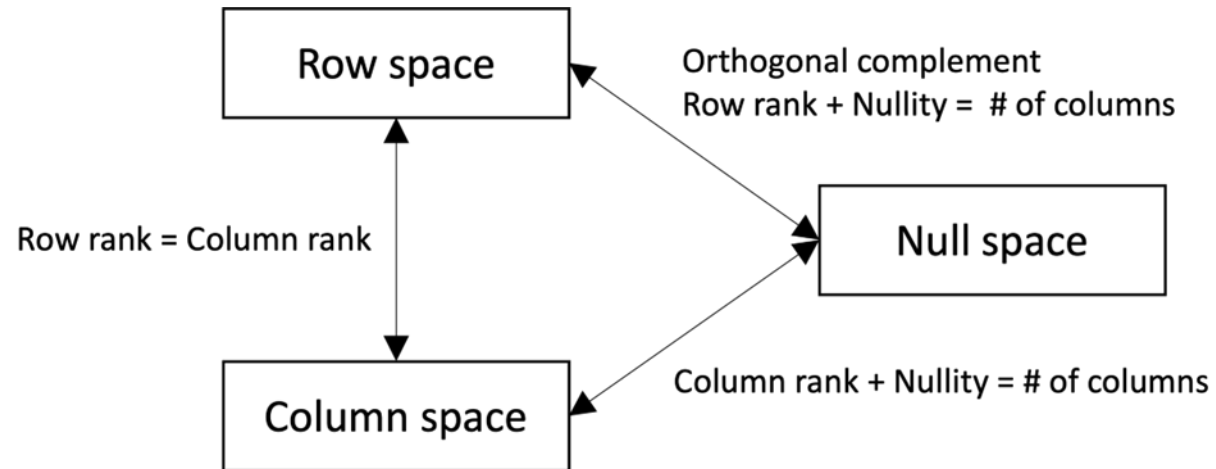 Row space
Orthogonal complement
Row rank + Nullity = # of columns
Row rank = Column rank
Null space
Column space
Column rank + Nullity = # of columns